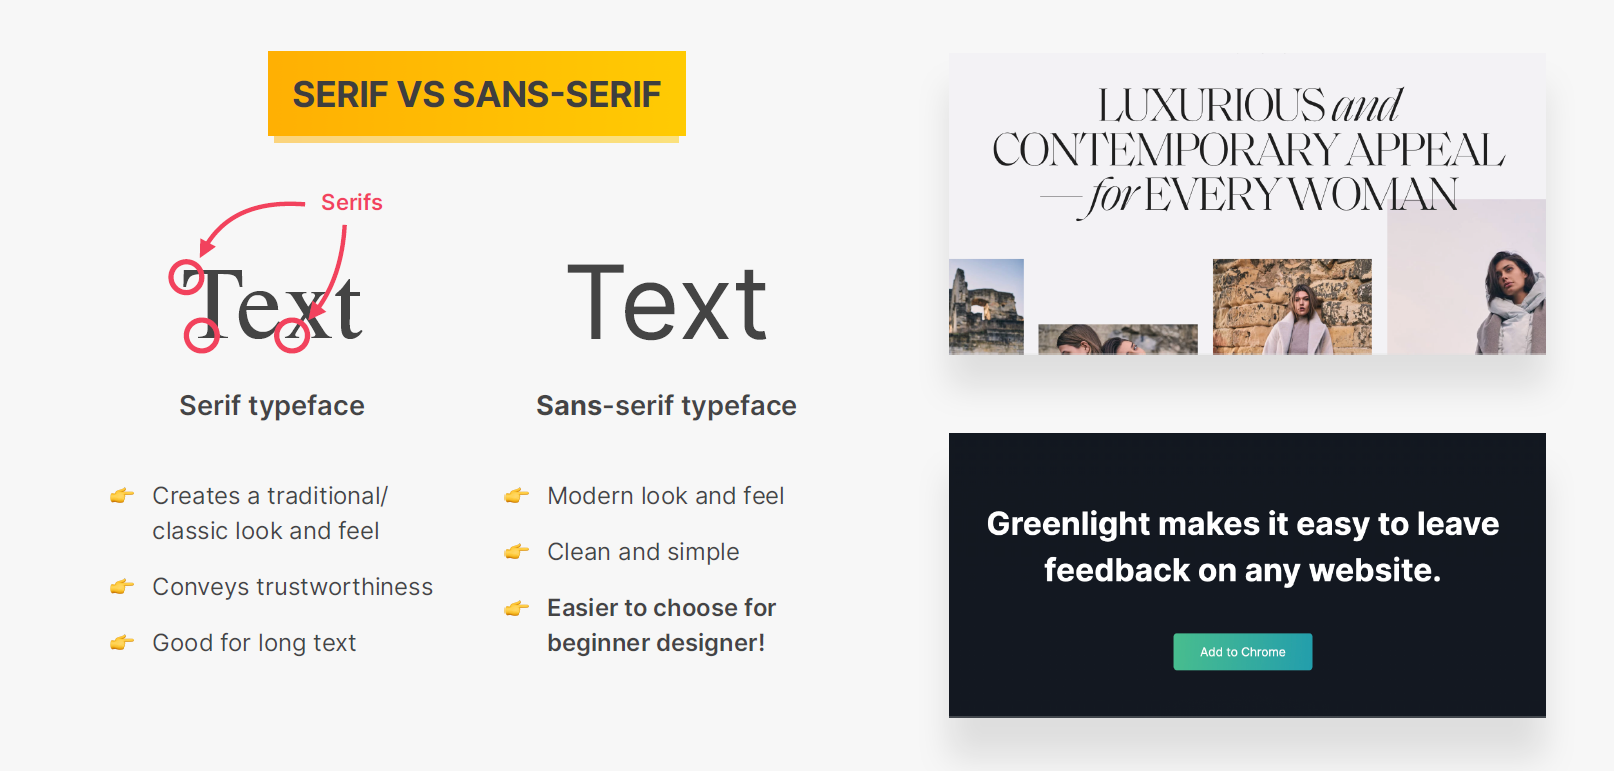 SERIF VS SANS-SERIF
Serifs
Text
Serif typeface
Creates a traditional/
classic look and feel
Conveys trustworthiness
Good for long text
Text
Sans-serif typeface
Modern look and feel
Clean and simple
Easier to choose for
beginner designer!
LUXURIOUS and
CONTEMPORARY APPEAL
— for EVERY WOMAN
Greenlight makes it easy to leave
feedback on any website.
Add to Chrome